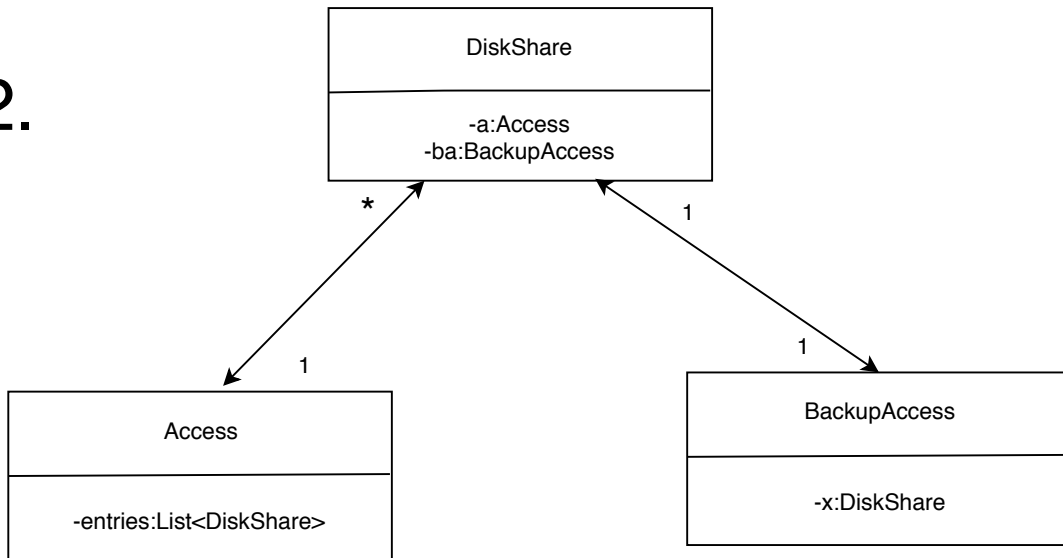 2.
DiskShare
-a:Access
-ba:BackupAccess
*
1
1
1
Access
-entries:List<DiskShare>
BackupAccess
-x:DiskShare